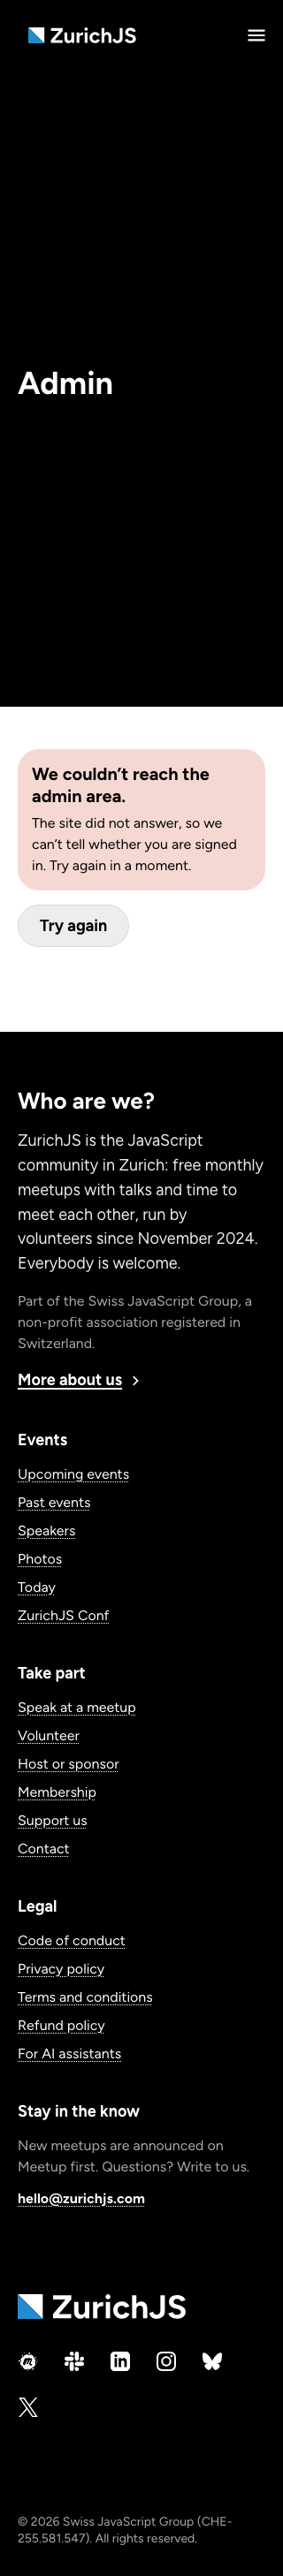 ZurichJS
Admin
We couldn’t reach the
admin area.
The site did not answer, so we
can’t tell whether you are signed
in. Try again in a moment.
Try again
Who are we?
ZurichJS is the JavaScript
community in Zurich: free monthly
meetups with talks and time to
meet each other, run by
volunteers since November 2024.
Everybody is welcome.
Part of the Swiss JavaScript Group, a
non-profit association registered in
Switzerland.
More about us
Events
Upcoming events
Past events
Speakers
Photos
Today
ZurichJS Conf
Take part
Speak at a meetup
Volunteer
Host or sponsor
Membership
Support us
Contact
Legal
Code of conduct
Privacy policy
Terms and conditions
Refund policy
For AI assistants
Stay in the know
New meetups are announced on
Meetup first. Questions? Write to us.
hello@zurichjs.com
ZurichJS
© 2026 Swiss JavaScript Group (CHE-
255.581.547). All rights reserved.